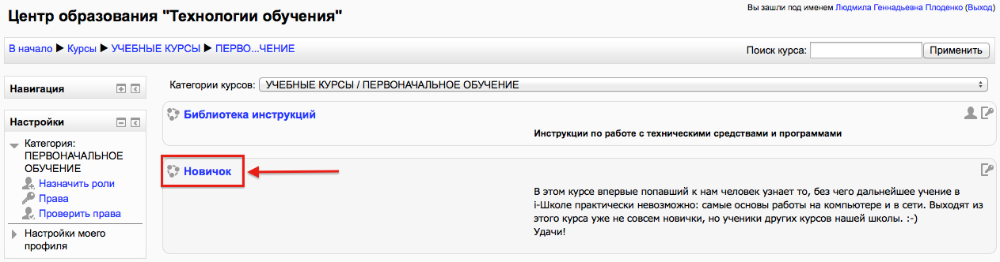 Центр образования "Технологии обучения"
Вы зашли под именем Людмила Геннадьевна Плоденко (Выход)
В начало ► Курсы ► УЧЕБНЫЕ КУРСЫ ► ПЕРВО...ЧЕНИЕ
Поиск курса: Применить
Навигация
Настройки
Категория:
ПЕРВОНАЧАЛЬНОЕ
ОБУЧЕНИЕ
Назначить роли
Права
Проверить права
Настройки моего
профиля
Категории курсов: УЧЕБНЫЕ КУРСЫ / ПЕРВОНАЧАЛЬНОЕ ОБУЧЕНИЕ
Библиотека инструкций
Инструкции по работе с техническими средствами и программами
Новичок
В этом курсе впервые попавший к нам человек узнает то, без чего дальнейшее учение в
i-Школе практически невозможно: самые основы работы на компьютере и в сети. Выходят из
этого курса уже не совсем новички, но ученики других курсов нашей школы. :-)
Удачи!